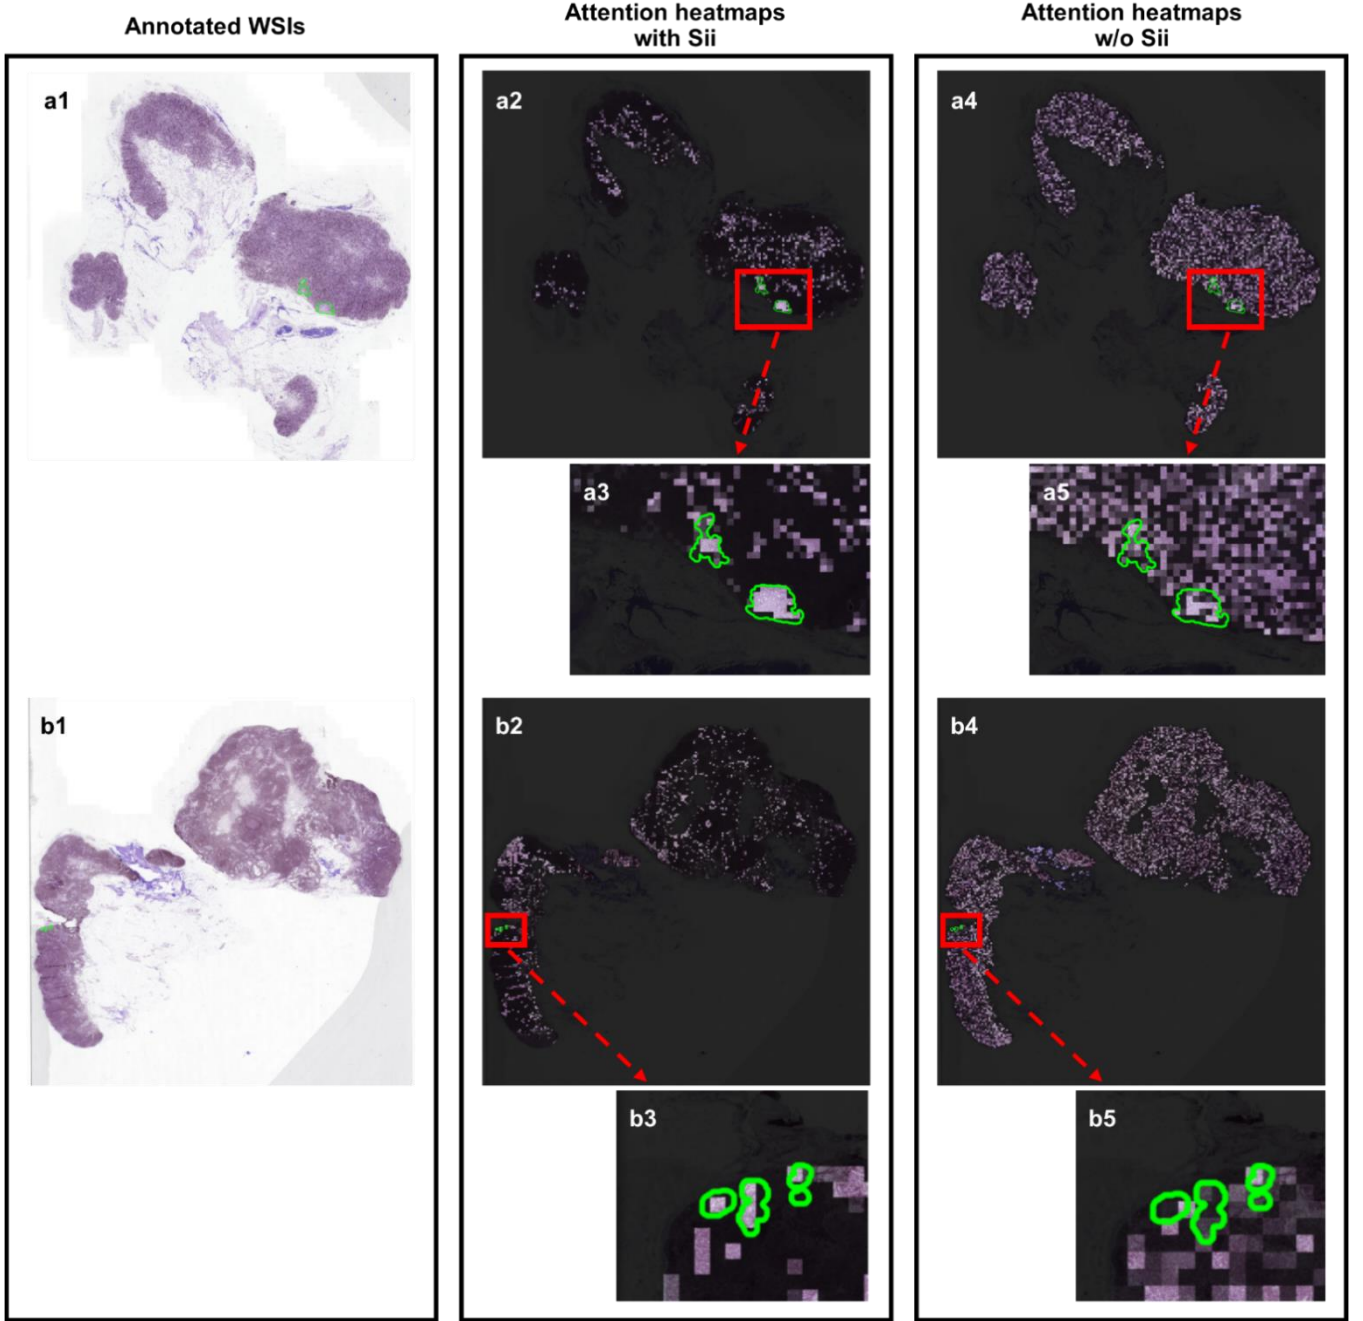 Annotated WSIs
Attention heatmaps
with Sii
Attention heatmaps
w/o Sii
a1
a2
a4
a3
a5
b1
b2
b4
b3
b5